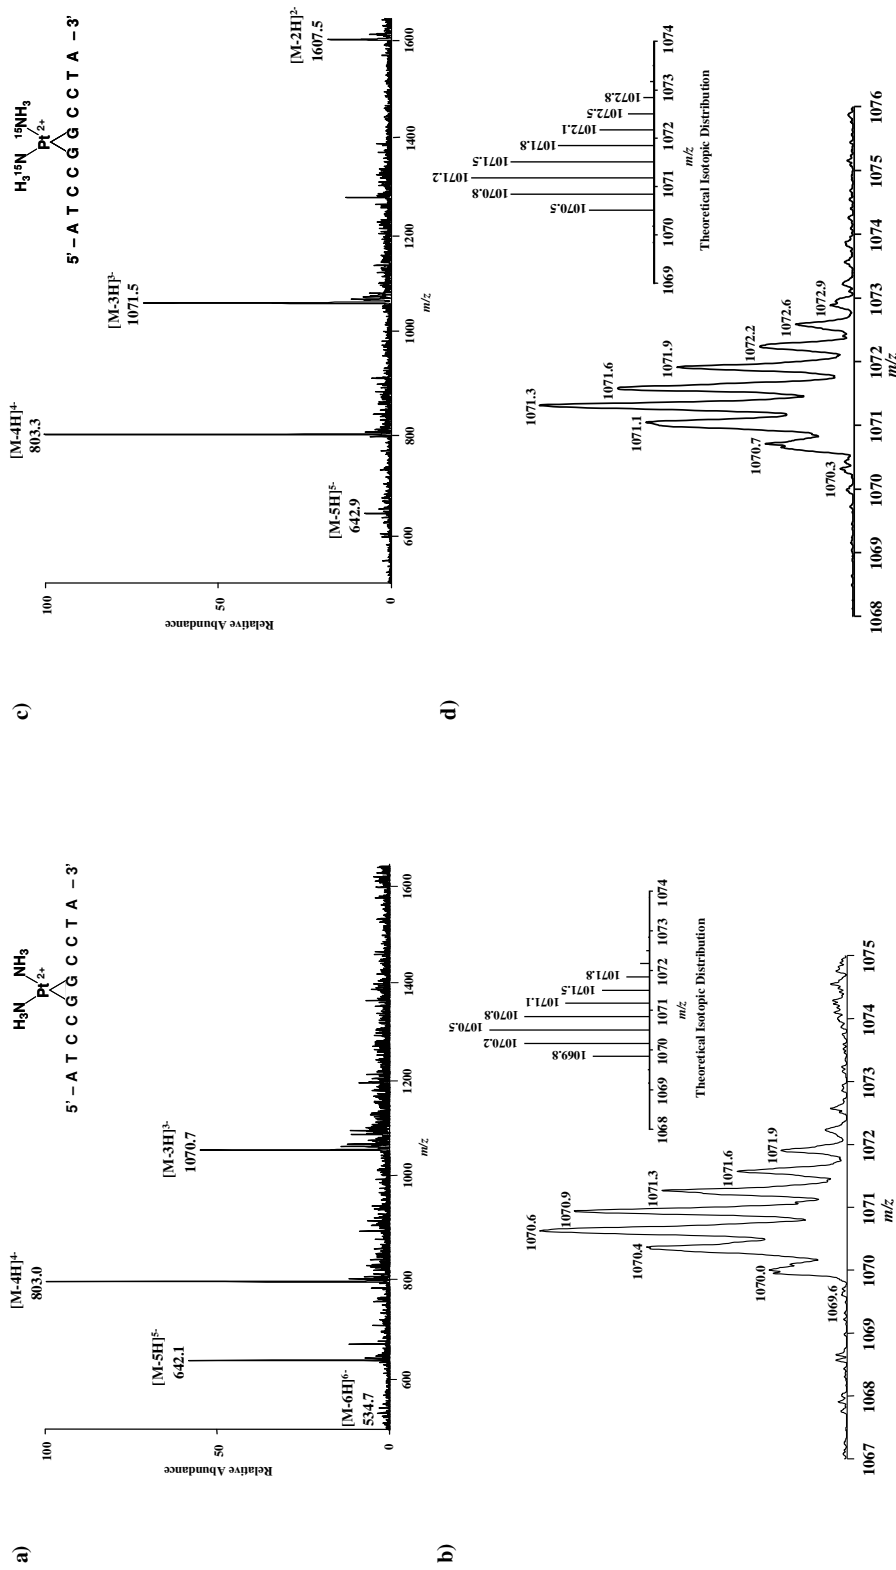 a)
H₃N NH₃
Pt²⁺
5' – A T C C G G C C T A – 3'
Relative Abundance
100
50
0
[M-6H]⁶⁻
534.7
[M-5H]⁵⁻
642.1
[M-4H]⁴⁻
803.0
[M-3H]³⁻
1070.7
600 800 1000 1200 1400 1600
m/z
b)
1069.6
1070.0
1070.4
1070.6
1070.9
1071.3
1071.6
1071.9
1067 1068 1069 1070 1071 1072 1073 1074 1075
m/z
1069.8
1070.2
1070.5
1070.8
1071.1
1071.5
1071.8
1068 1069 1070 1071 1072 1073 1074
m/z
Theoretical Isotopic Distribution
c)
H₃¹⁵N ¹⁵NH₃
Pt²⁺
5' – A T C C G G C C T A – 3'
Relative Abundance
100
50
0
[M-5H]⁵⁻
642.9
[M-4H]⁴⁻
803.3
[M-3H]³⁻
1071.5
[M-2H]²⁻
1607.5
600 800 1000 1200 1400 1600
m/z
d)
1070.3
1070.7
1071.1
1071.3
1071.6
1071.9
1072.2
1072.6
1072.9
1068 1069 1070 1071 1072 1073 1074 1075 1076
m/z
1070.5
1070.8
1071.2
1071.5
1071.8
1072.1
1072.5
1072.8
1069 1070 1071 1072 1073 1074
m/z
Theoretical Isotopic Distribution